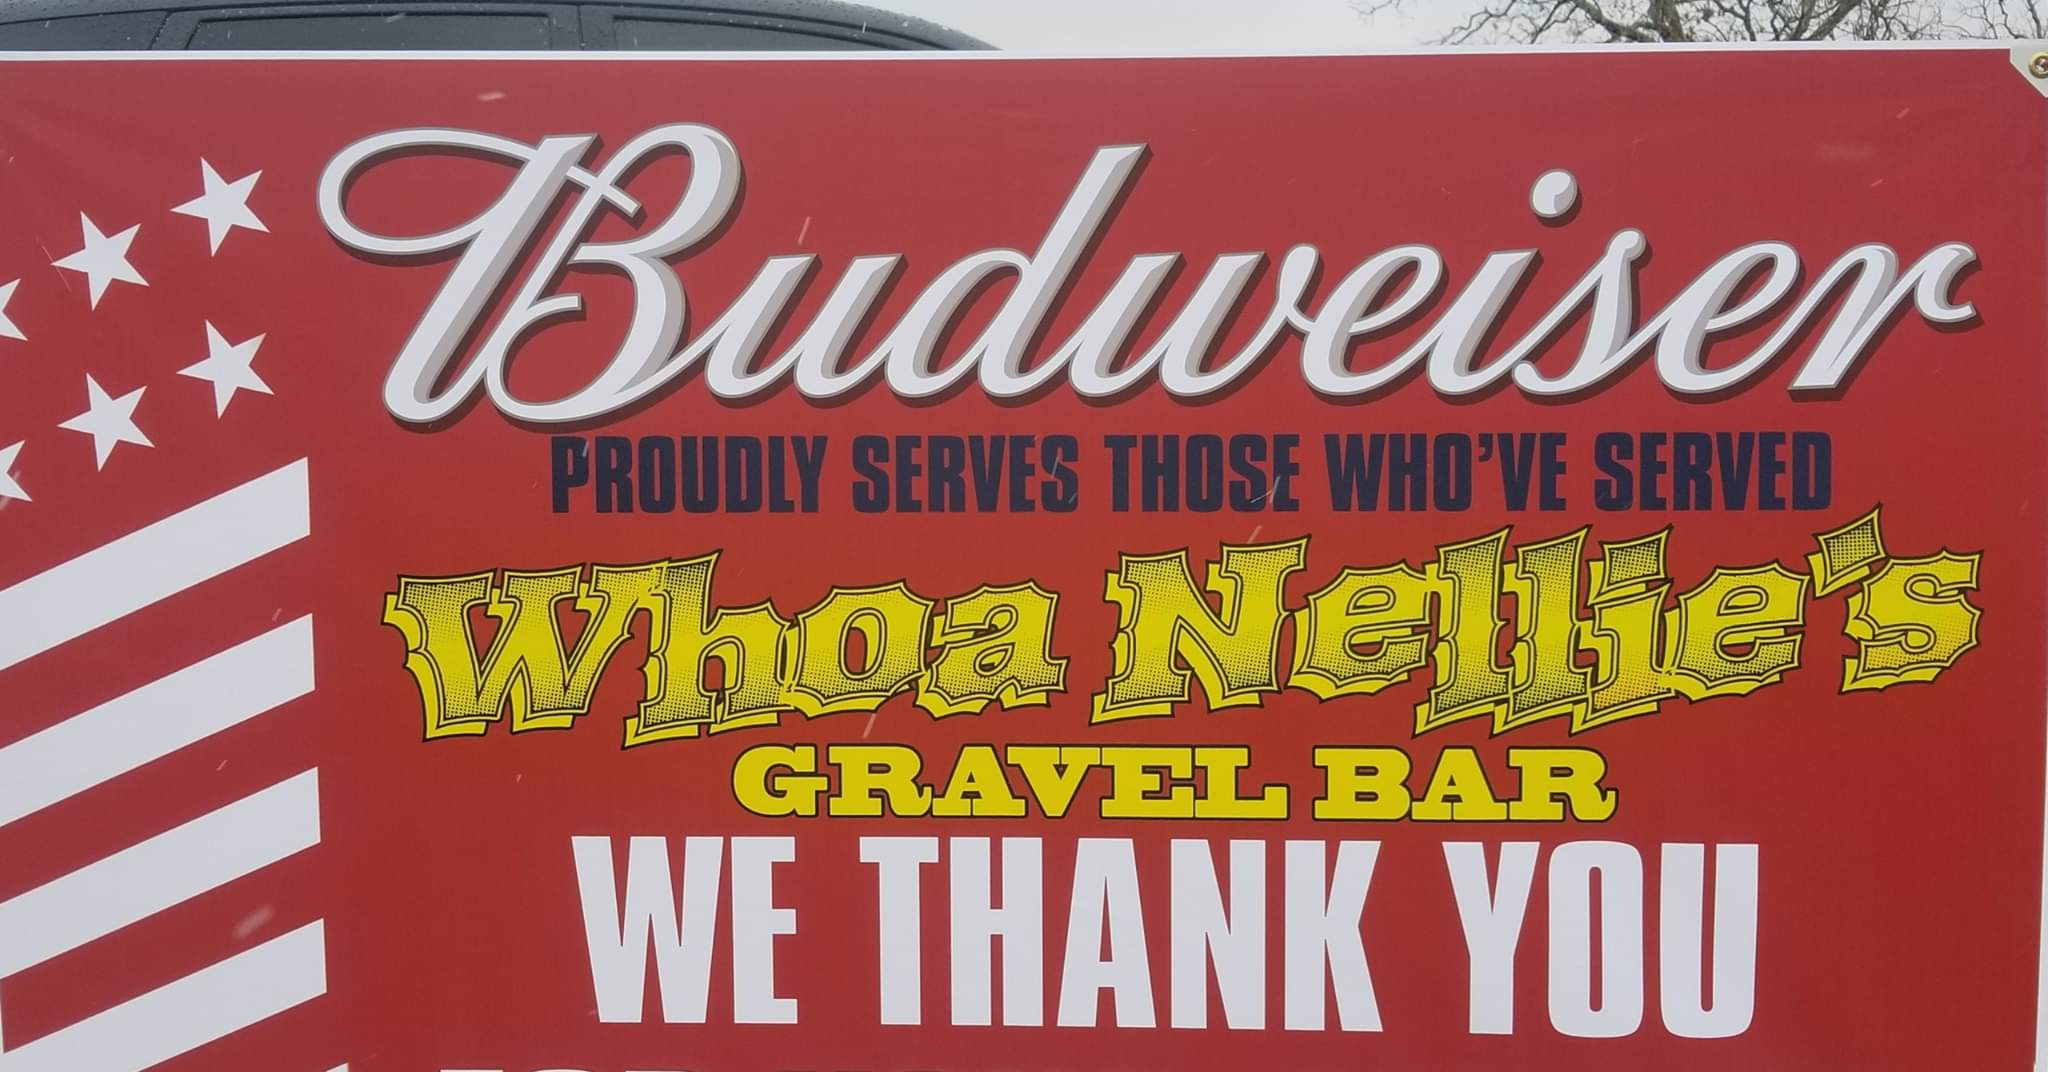 Budweiser
PROUDLY SERVES THOSE WHO'VE SERVED
Whoa Nellie's
GRAVEL BAR
WE THANK YOU